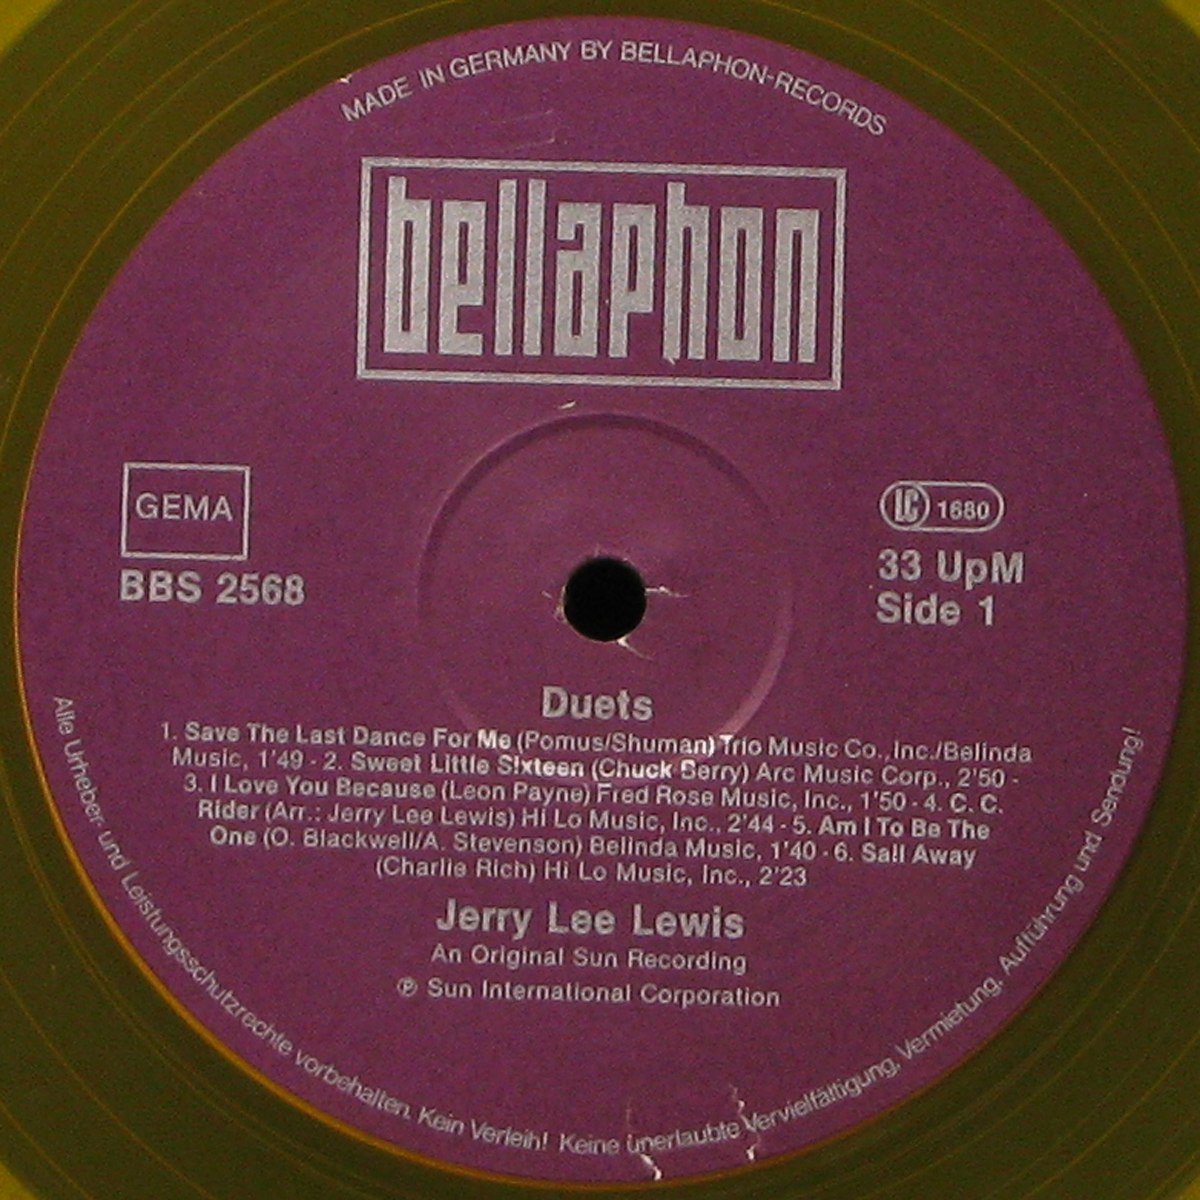 MADE IN GERMANY BY BELLAPHON-RECORDS
bellaphon
GEMA
BBS 2568
LC 1680
33 UpM
Side 1
Duets
1. Save The Last Dance For Me (Pomus/Shuman) Trio Music Co., Inc./Belinda
Music, 1'49 - 2. Sweet Little Sixteen (Chuck Berry) Arc Music Corp., 2'50 -
3. I Love You Because (Leon Payne) Fred Rose Music, Inc., 1'50 - 4. C. C.
Rider (Arr.: Jerry Lee Lewis) Hi Lo Music, Inc., 2'44 - 5. Am I To Be The
One (O. Blackwell/A. Stevenson) Belinda Music, 1'40 - 6. Sail Away
(Charlie Rich) Hi Lo Music, Inc., 2'23
Jerry Lee Lewis
An Original Sun Recording
℗ Sun International Corporation
Alle Urheber- und Leistungsschutzrechte vorbehalten. Kein Verleih! Keine unerlaubte Vervielfältigung, Vermietung, Aufführung und Sendung!